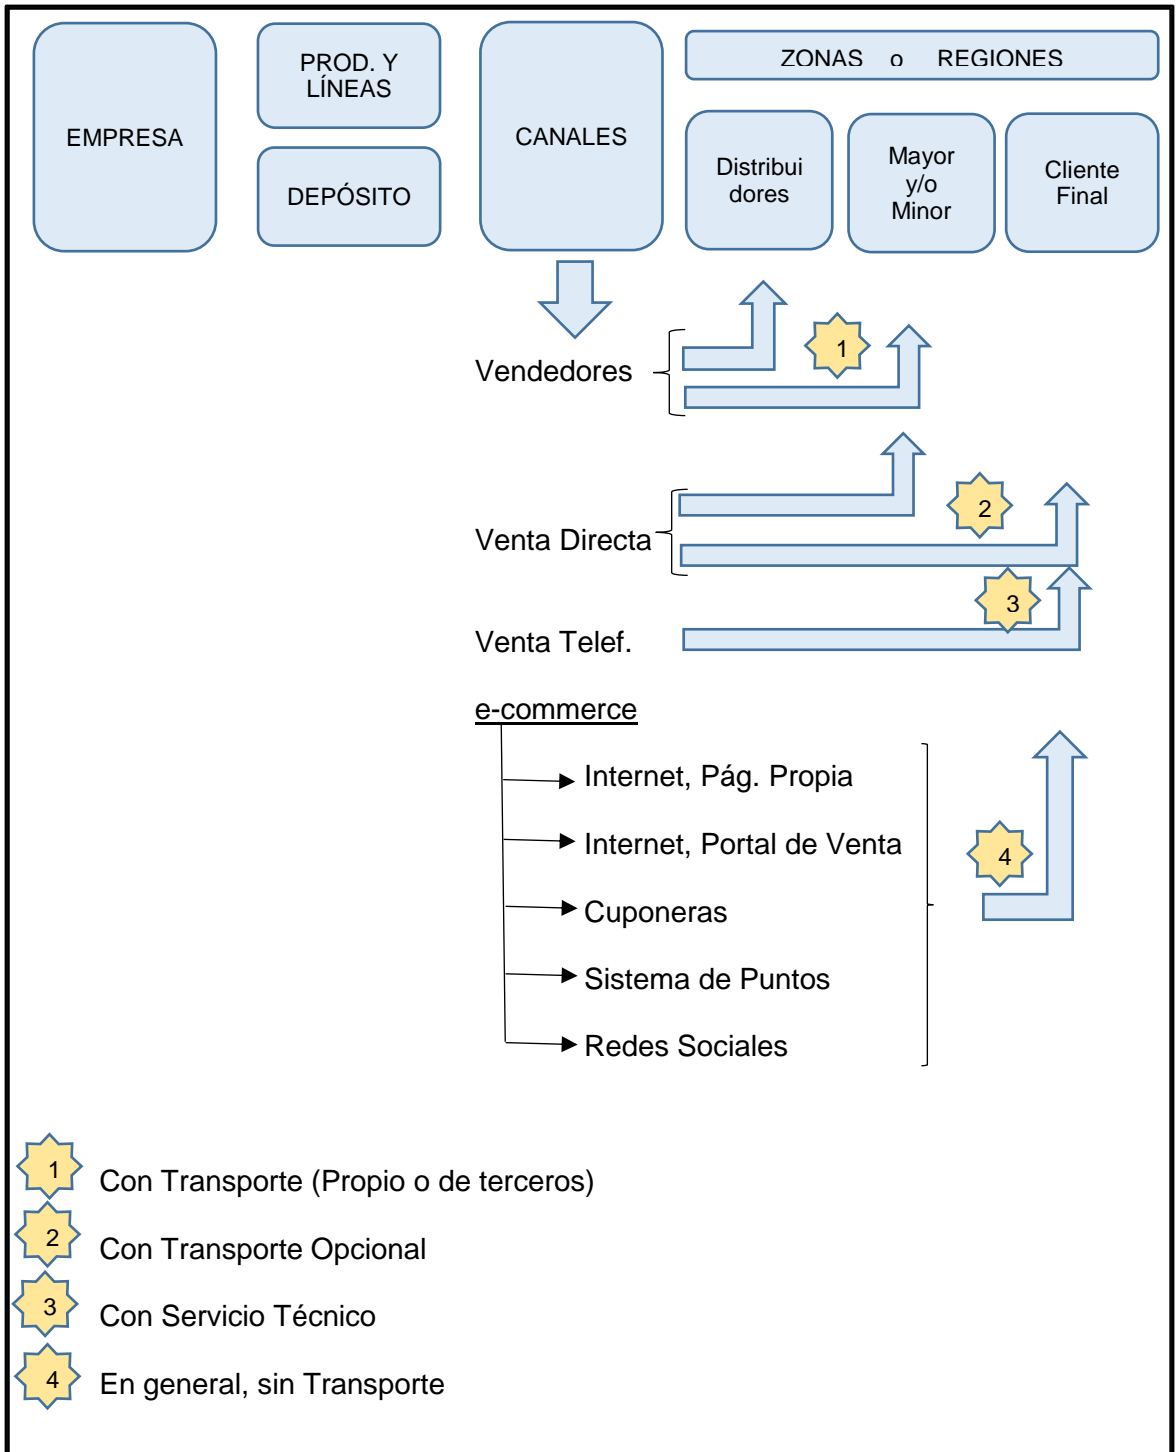 EMPRESA
PROD. Y
LÍNEAS
DEPÓSITO
CANALES
ZONAS o REGIONES
Distribui
dores
Mayor
y/o
Minor
Cliente
Final
Vendedores
1
Venta Directa
2
Venta Telef.
3
e-commerce
Internet, Pág. Propia
Internet, Portal de Venta
Cuponeras
Sistema de Puntos
Redes Sociales
4
1 Con Transporte (Propio o de terceros)
2 Con Transporte Opcional
3 Con Servicio Técnico
4 En general, sin Transporte